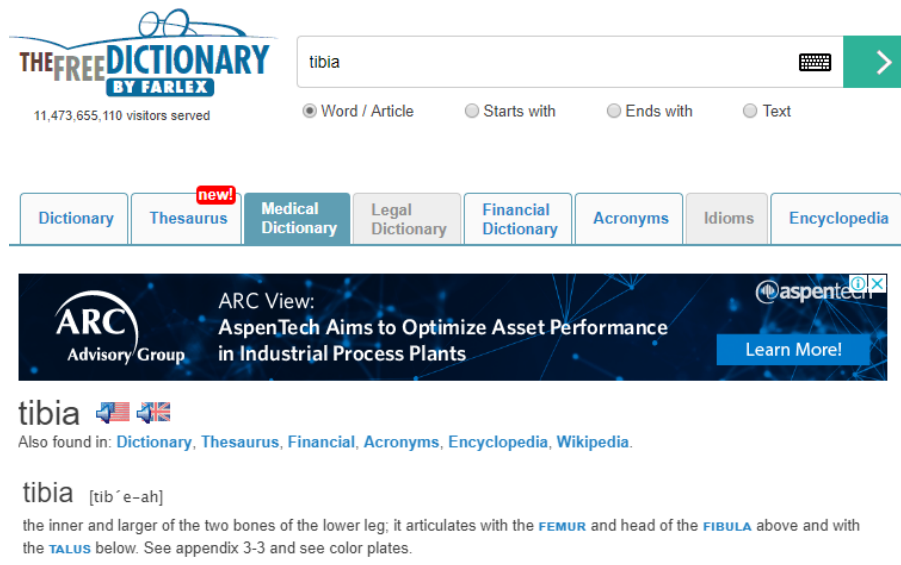 THE FREE DICTIONARY
BY FARLEX
11,473,655,110 visitors served
tibia
Word / Article Starts with Ends with Text
new!
Dictionary Thesaurus Medical Dictionary Legal Dictionary Financial Dictionary Acronyms Idioms Encyclopedia
ARC Advisory Group
ARC View:
AspenTech Aims to Optimize Asset Performance
in Industrial Process Plants
aspentech
Learn More!
tibia
Also found in: Dictionary, Thesaurus, Financial, Acronyms, Encyclopedia, Wikipedia.
tibia [tib´e-ah]
the inner and larger of the two bones of the lower leg; it articulates with the FEMUR and head of the FIBULA above and with
the TALUS below. See appendix 3-3 and see color plates.